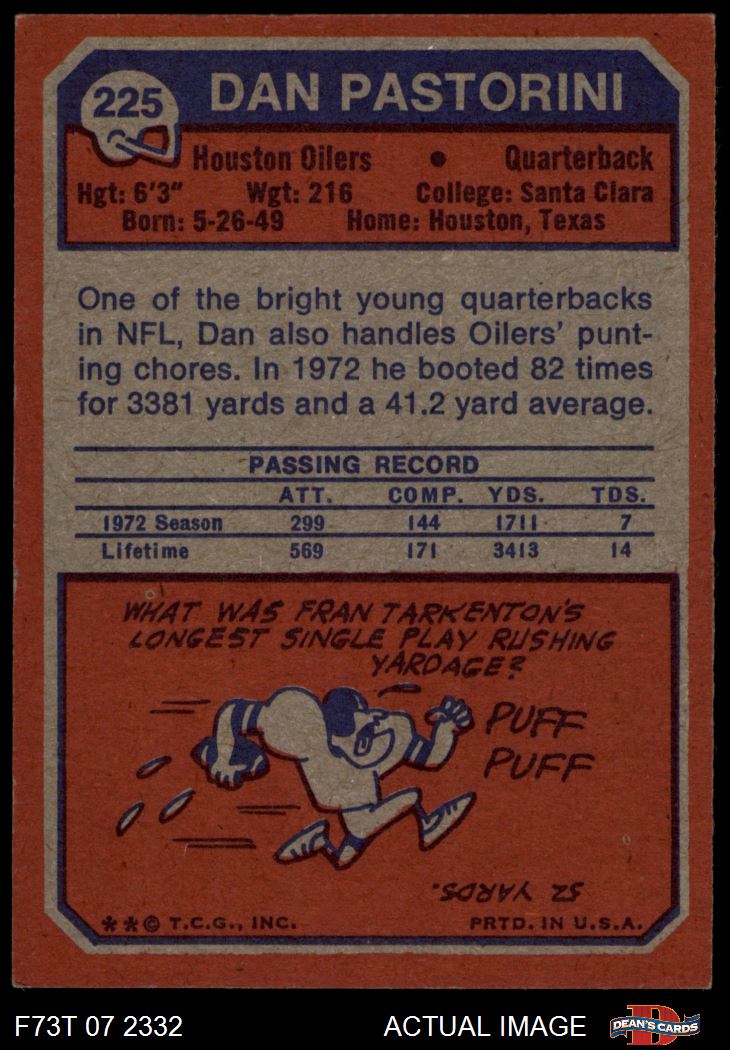 225
DAN PASTORINI
Houston Oilers • Quarterback
Hgt: 6'3" Wgt: 216 College: Santa Clara
Born: 5-26-49 Home: Houston, Texas
One of the bright young quarterbacks
in NFL, Dan also handles Oilers' punt-
ing chores. In 1972 he booted 82 times
for 3381 yards and a 41.2 yard average.
PASSING RECORD
ATT. COMP. YDS. TDS.
1972 Season 299 144 1711 7
Lifetime 569 171 3413 14
WHAT WAS FRAN TARKENTON'S
LONGEST SINGLE PLAY RUSHING
YARDAGE?
PUFF
PUFF
52 YARDS.
**© T.C.G., INC. PRTD. IN U.S.A.
F73T 07 2332 ACTUAL IMAGE
D
DEAN'S CARDS